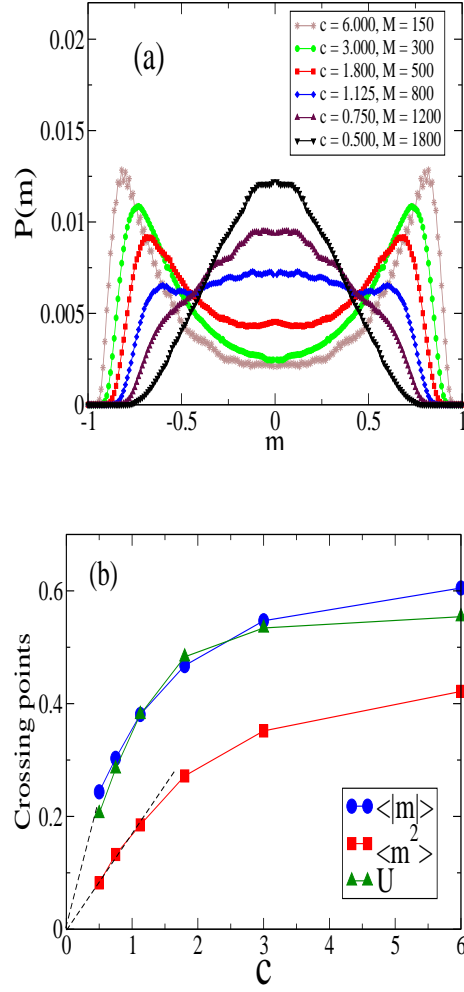 (a)
c = 6.000, M = 150
c = 3.000, M = 300
c = 1.800, M = 500
c = 1.125, M = 800
c = 0.750, M = 1200
c = 0.500, M = 1800
0.02
0.015
0.01
0.005
0
P(m)
-1 -0.5 0 0.5 1
m
(b)
0.6
0.4
0.2
0
Crossing points
<|m|>
<m²>
U
0 1 2 3 4 5 6
c